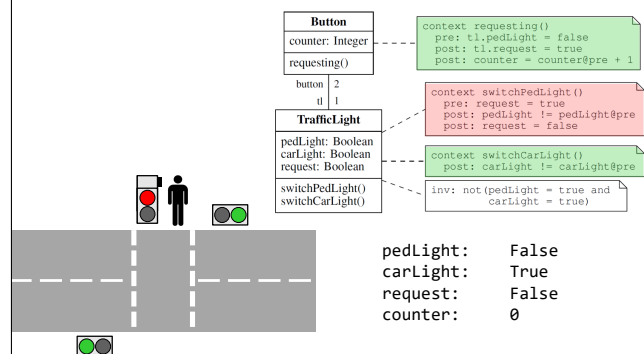 Button
counter: Integer
requesting()
button 2
tl 1
TrafficLight
pedLight: Boolean
carLight: Boolean
request: Boolean
switchPedLight()
switchCarLight()
context requesting()
pre: tl.pedLight = false
post: tl.request = true
post: counter = counter@pre + 1
context switchPedLight()
pre: request = true
post: pedLight != pedLight@pre
post: request = false
context switchCarLight()
post: carLight != carLight@pre
inv: not(pedLight = true and
carLight = true)
pedLight: False
carLight: True
request: False
counter: 0